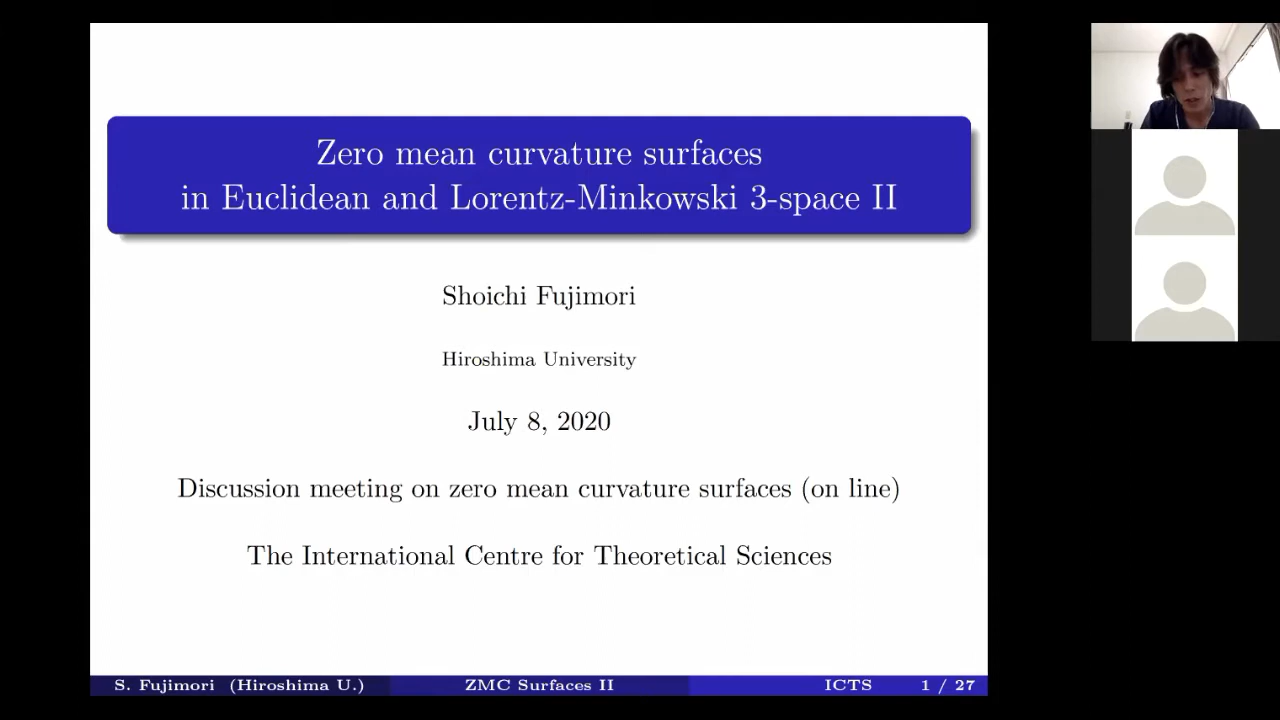 Zero mean curvature surfaces
in Euclidean and Lorentz-Minkowski 3-space II
Shoichi Fujimori
Hiroshima University
July 8, 2020
Discussion meeting on zero mean curvature surfaces (on line)
The International Centre for Theoretical Sciences
S. Fujimori (Hiroshima U.) ZMC Surfaces II ICTS 1 / 27